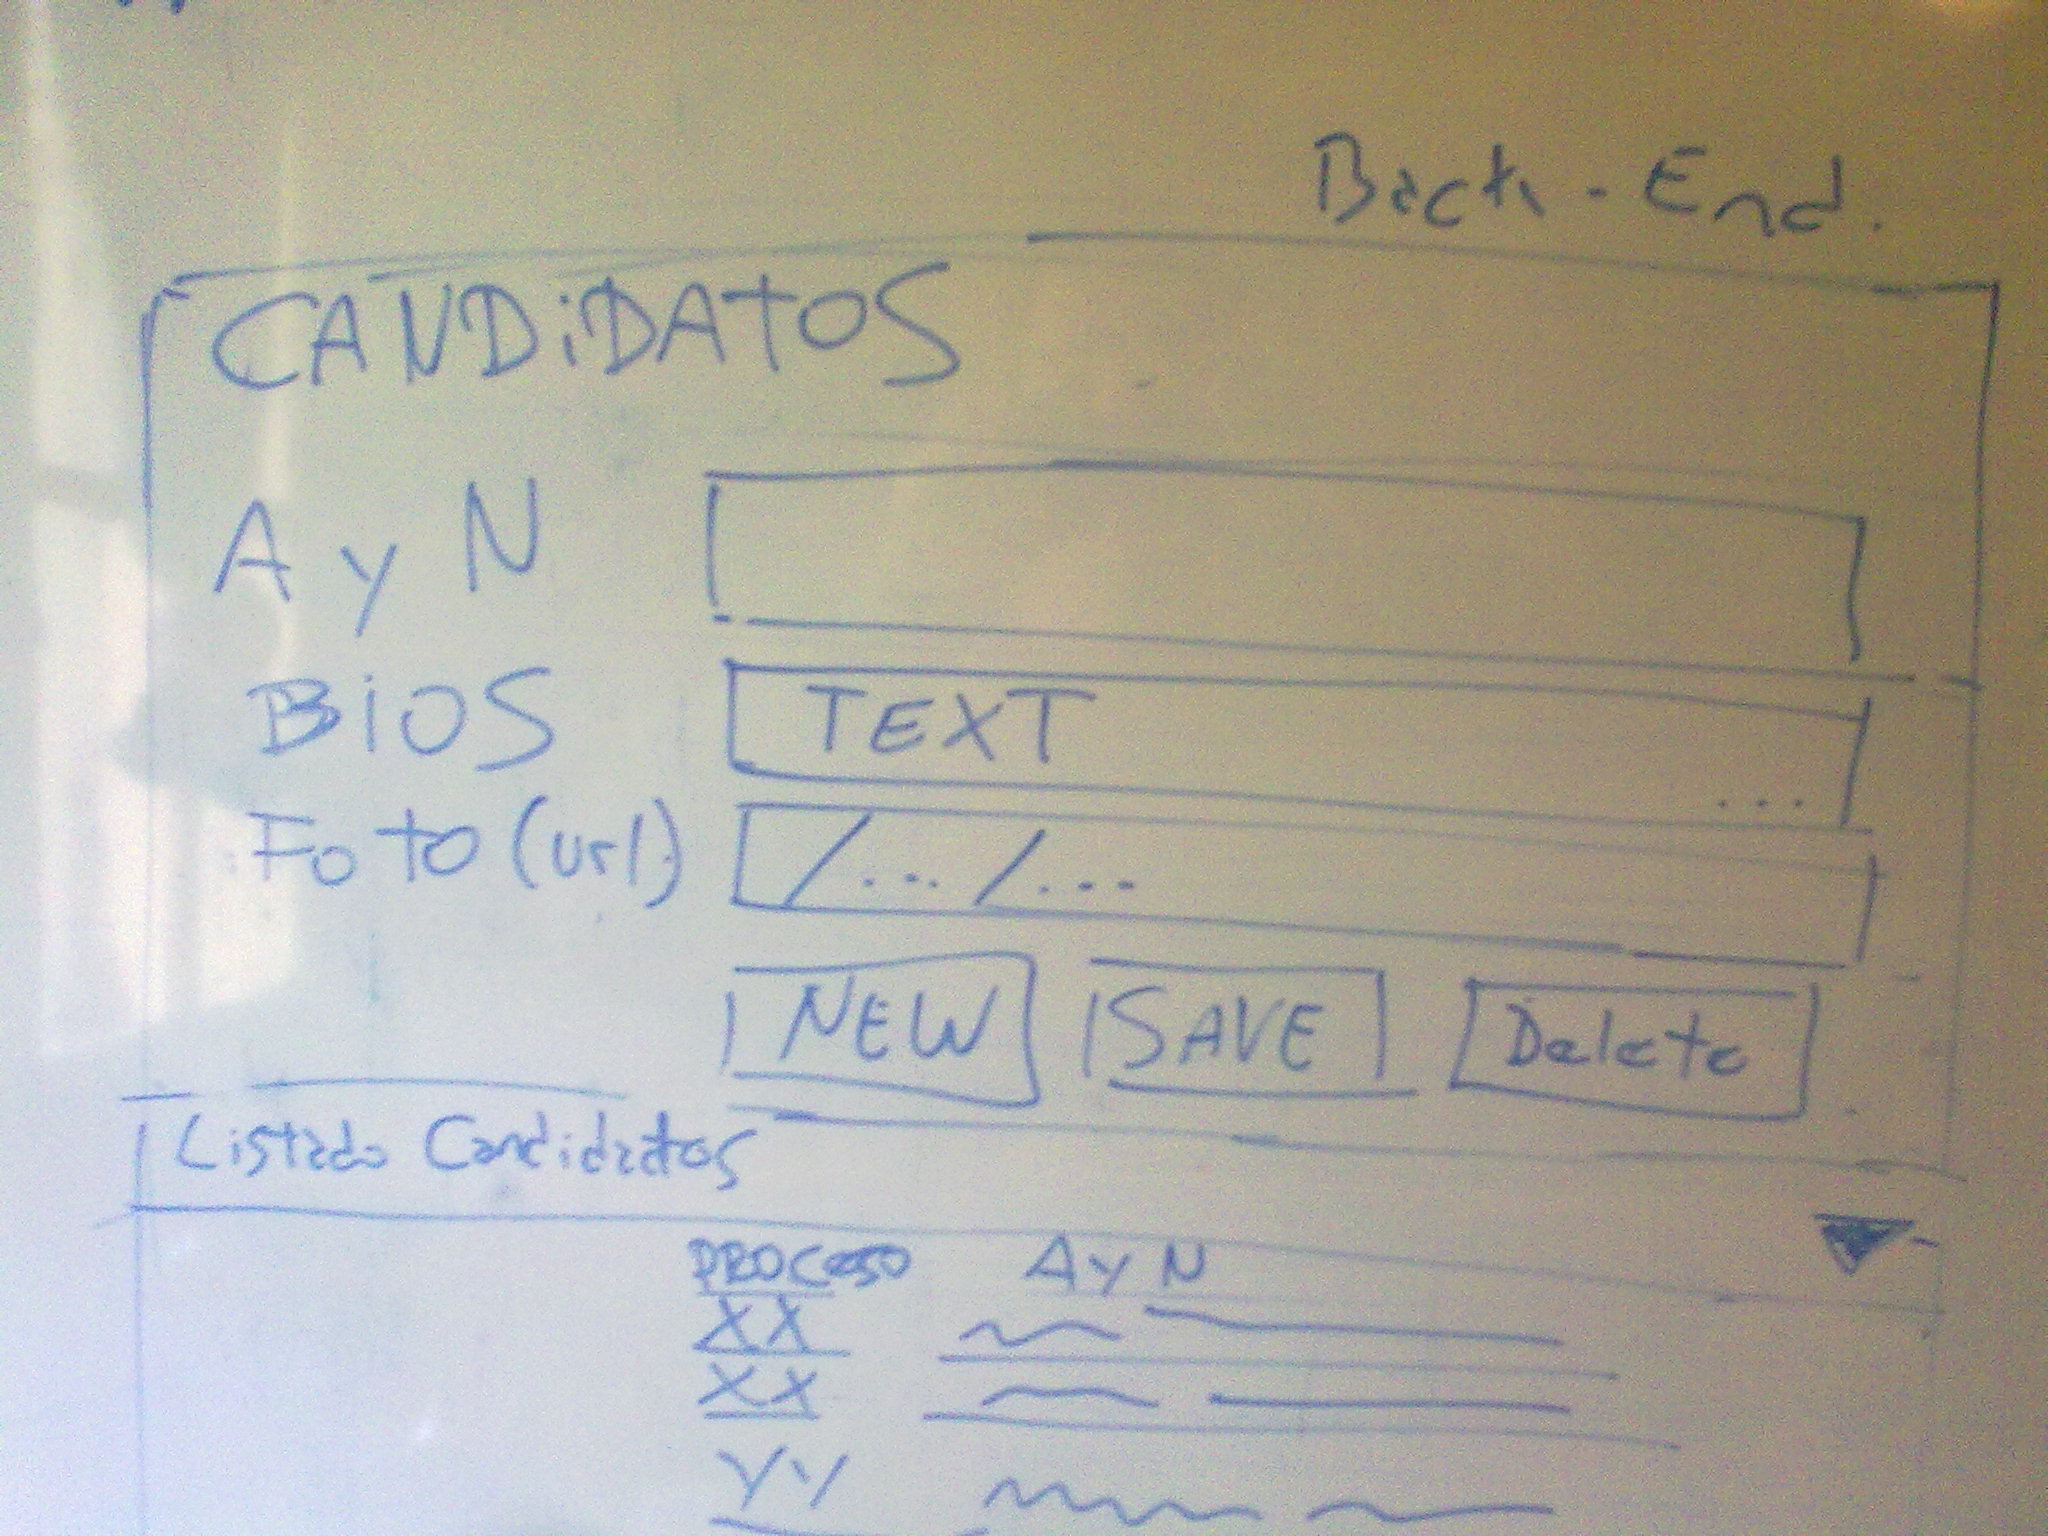 Back-End.
CANDiDATOS
A y N
BiOS TEXT ...
Foto (url) /... /...
NEW SAVE Delete
Listado Candidatos
PROCESO A y N
XX
XX
YY